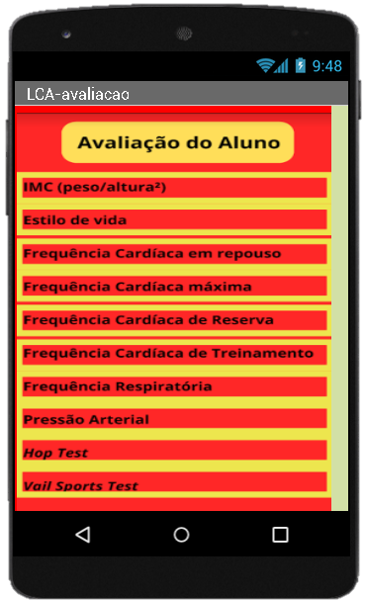 9:48
LCA-avaliacao
Avaliação do Aluno
IMC (peso/altura²)
Estilo de vida
Frequência Cardíaca em repouso
Frequência Cardíaca máxima
Frequência Cardíaca de Reserva
Frequência Cardíaca de Treinamento
Frequência Respiratória
Pressão Arterial
Hop Test
Vail Sports Test